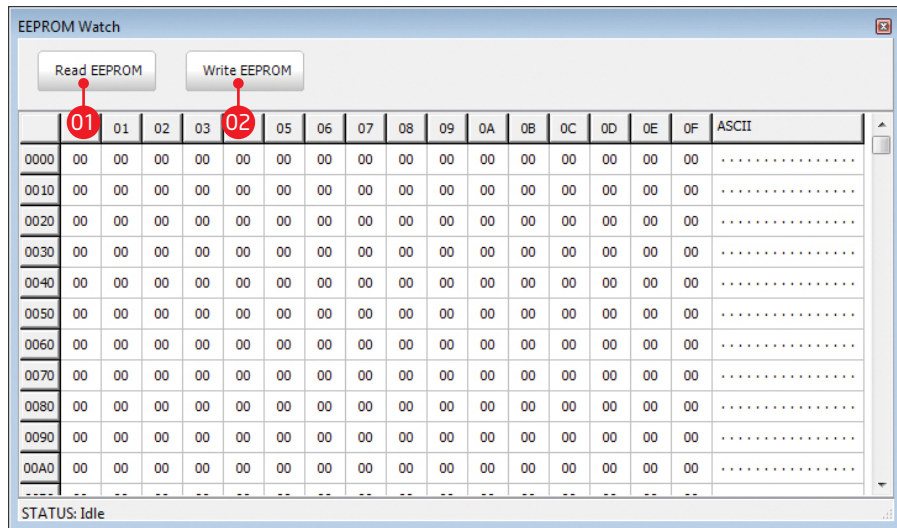 EEPROM Watch
Read EEPROM Write EEPROM
01 01 02 03 02 05 06 07 08 09 0A 0B 0C 0D 0E 0F ASCII
0000 00 00 00 00 00 00 00 00 00 00 00 00 00 00 00 00 ................
0010 00 00 00 00 00 00 00 00 00 00 00 00 00 00 00 00 ................
0020 00 00 00 00 00 00 00 00 00 00 00 00 00 00 00 00 ................
0030 00 00 00 00 00 00 00 00 00 00 00 00 00 00 00 00 ................
0040 00 00 00 00 00 00 00 00 00 00 00 00 00 00 00 00 ................
0050 00 00 00 00 00 00 00 00 00 00 00 00 00 00 00 00 ................
0060 00 00 00 00 00 00 00 00 00 00 00 00 00 00 00 00 ................
0070 00 00 00 00 00 00 00 00 00 00 00 00 00 00 00 00 ................
0080 00 00 00 00 00 00 00 00 00 00 00 00 00 00 00 00 ................
0090 00 00 00 00 00 00 00 00 00 00 00 00 00 00 00 00 ................
00A0 00 00 00 00 00 00 00 00 00 00 00 00 00 00 00 00 ................
STATUS: Idle